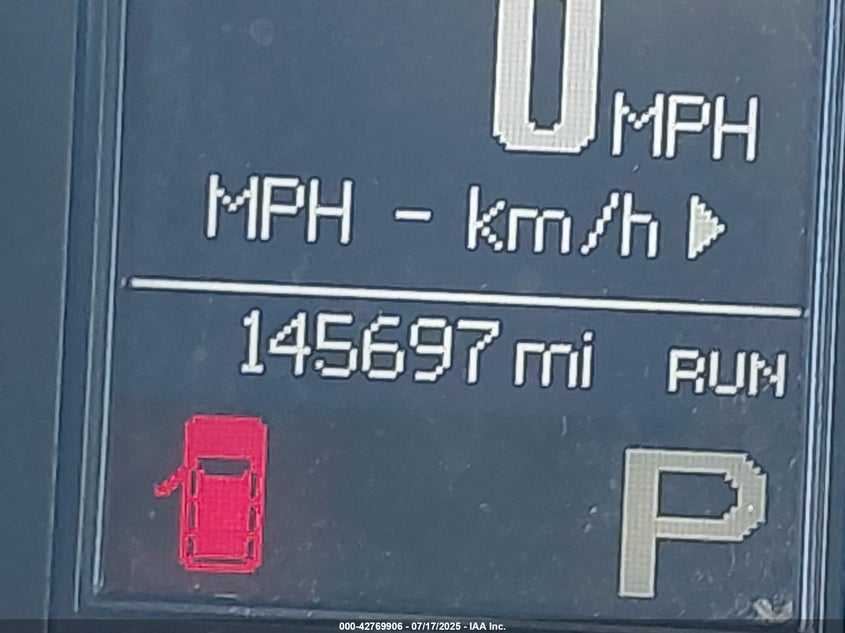 0 MPH
MPH - km/h
145697 mi RUN
P
000-42769906 - 07/17/2025 - IAA Inc.